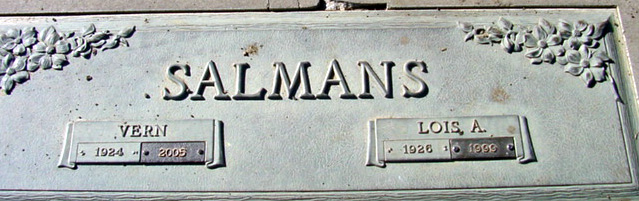 SALMANS
VERN
1924 2005
LOIS A.
1926 1999